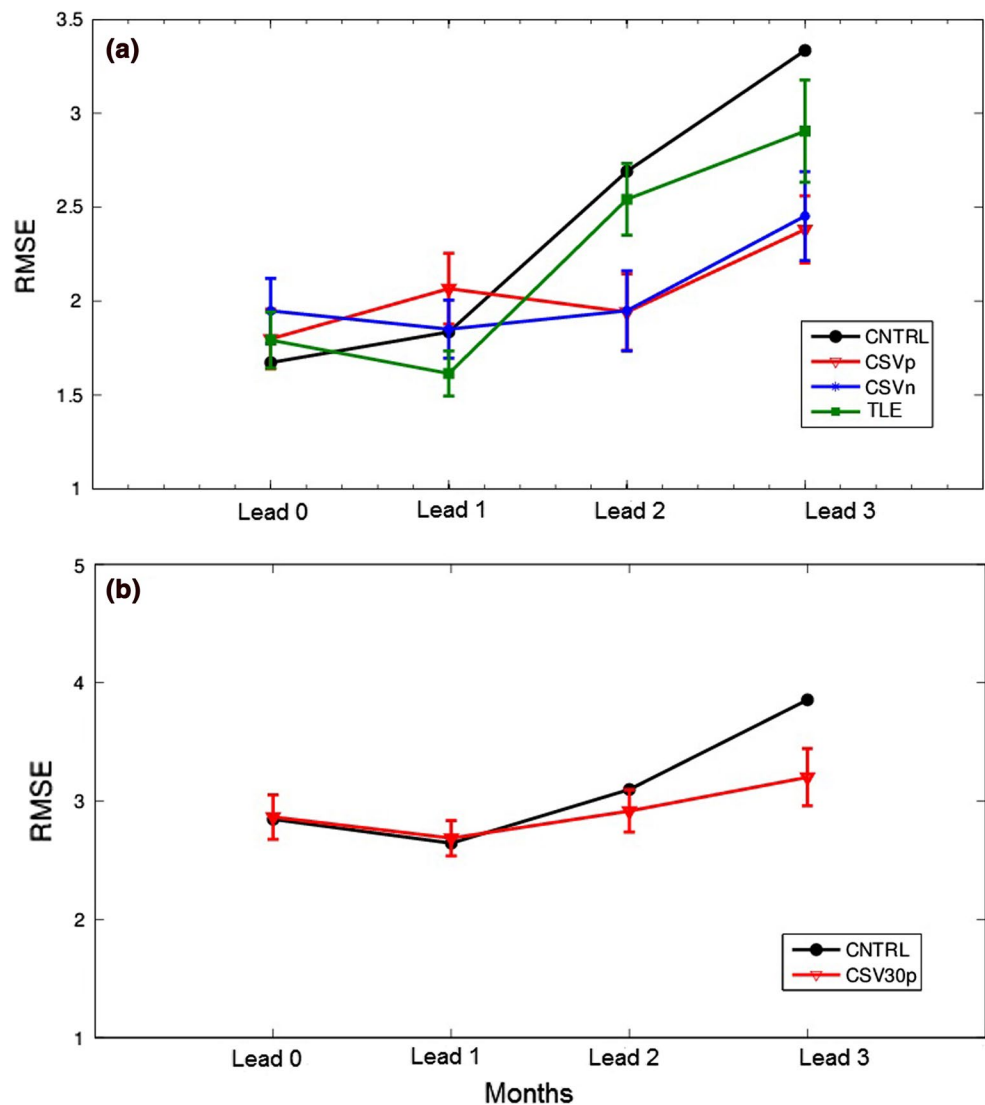 (a)
3.5
3
2.5
2
1.5
1
RMSE
Lead 0
Lead 1
Lead 2
Lead 3
CNTRL
CSVp
CSVn
TLE
(b)
5
4
3
2
1
RMSE
Lead 0
Lead 1
Lead 2
Lead 3
Months
CNTRL
CSV30p